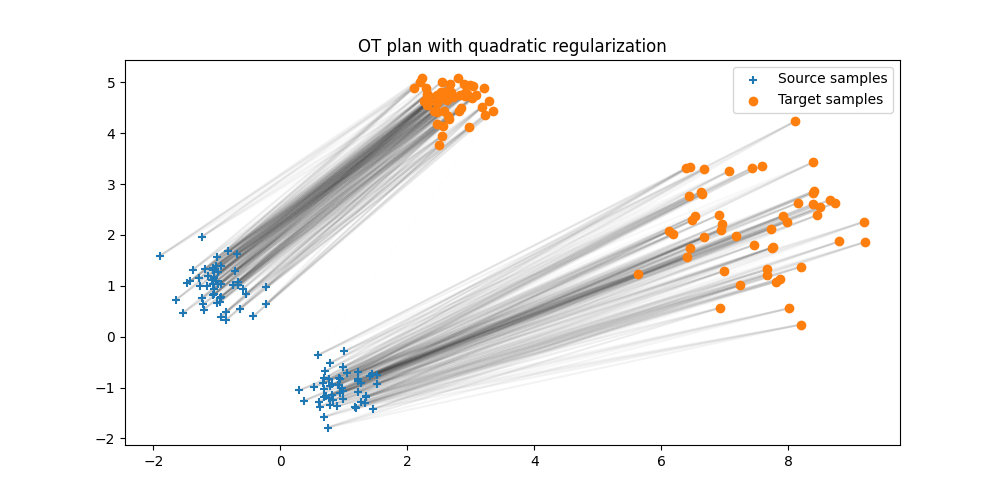 OT plan with quadratic regularization
Source samples
Target samples
5
4
3
2
1
0
−1
−2
−2 0 2 4 6 8